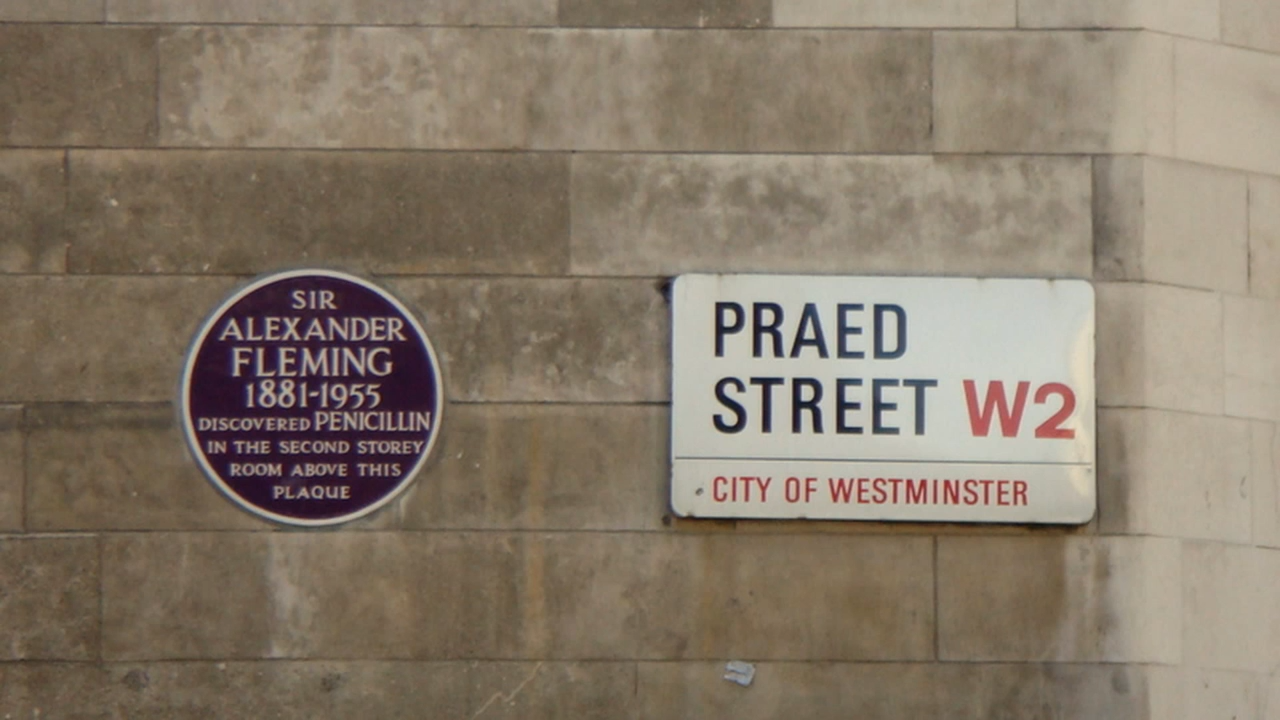 SIR
ALEXANDER
FLEMING
1881-1955
DISCOVERED PENICILLIN
IN THE SECOND STOREY
ROOM ABOVE THIS
PLAQUE
PRAED
STREET W2
CITY OF WESTMINSTER